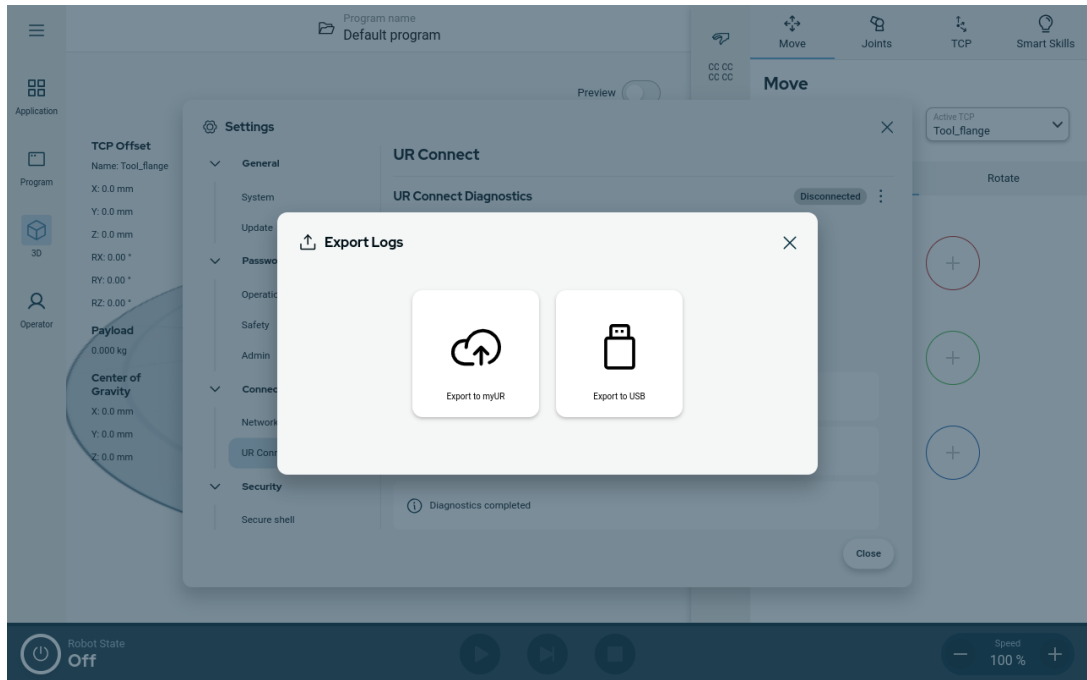 Program name
Default program
Move
Joints
TCP
Smart Skills
CC CC
CC CC
Application
Preview
Move
Settings
Active TCP
Tool_flange
TCP Offset
Name: Tool_flange
General
UR Connect
Program
Rotate
X: 0.0 mm
System
UR Connect Diagnostics
Disconnected
Y: 0.0 mm
Update
Z: 0.0 mm
3D
Export Logs
RX: 0.00 °
Passwo
RY: 0.00 °
Operatio
RZ: 0.00 °
Operator
Safety
Payload
0.000 kg
Admin
Center of
Gravity
Connec
Export to myUR
Export to USB
X: 0.0 mm
Network
Y: 0.0 mm
UR Conn
Z: 0.0 mm
Security
Diagnostics completed
Secure shell
Close
Robot State
Off
Speed
100 %